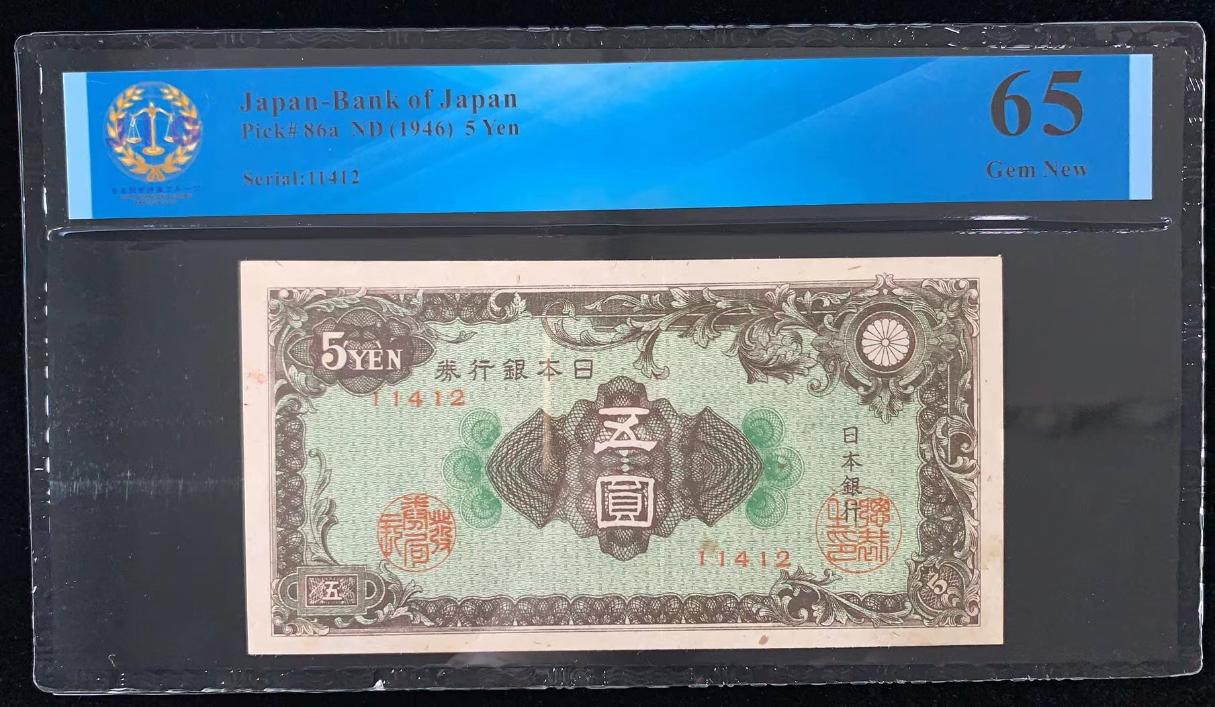 Japan-Bank of Japan
Pick# 86a ND (1946) 5 Yen
Serial:11412
65
Gem New
5YEN
券行銀本日
11412
五圓
日本銀行
11412
五
5